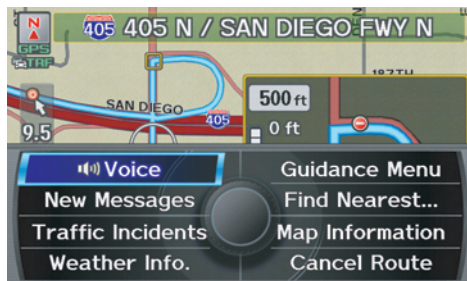 N
GPS
TRF
405 405 N / SAN DIEGO FWY N
187TH
SAN DIEGO
405
500 ft
0 ft
9.5
Voice
Guidance Menu
New Messages
Find Nearest...
Traffic Incidents
Map Information
Weather Info.
Cancel Route